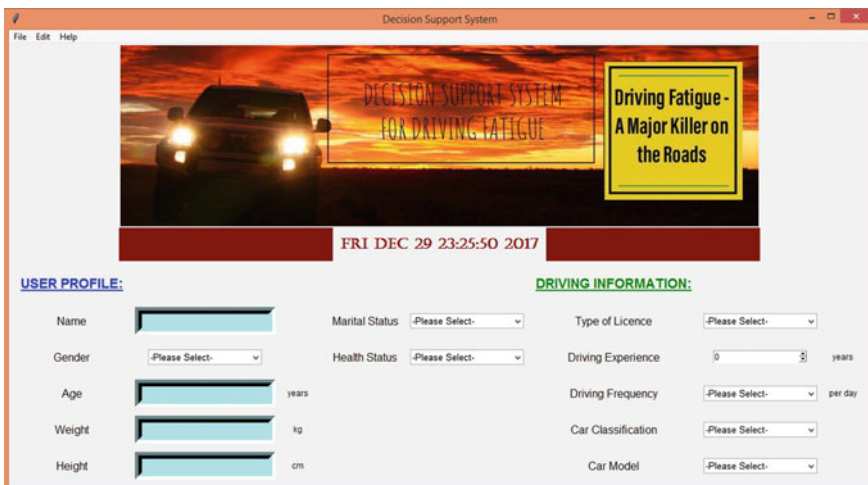 Decision Support System
File Edit Help
DECISION SUPPORT SYSTEM
FOR DRIVING FATIGUE
Driving Fatigue -
A Major Killer on
the Roads
FRI DEC 29 23:25:50 2017
USER PROFILE:
DRIVING INFORMATION:
Name
Marital Status -Please Select-
Type of Licence -Please Select-
Gender -Please Select-
Health Status -Please Select-
Driving Experience 0 years
Age years
Driving Frequency -Please Select- per day
Weight kg
Car Classification -Please Select-
Height cm
Car Model -Please Select-